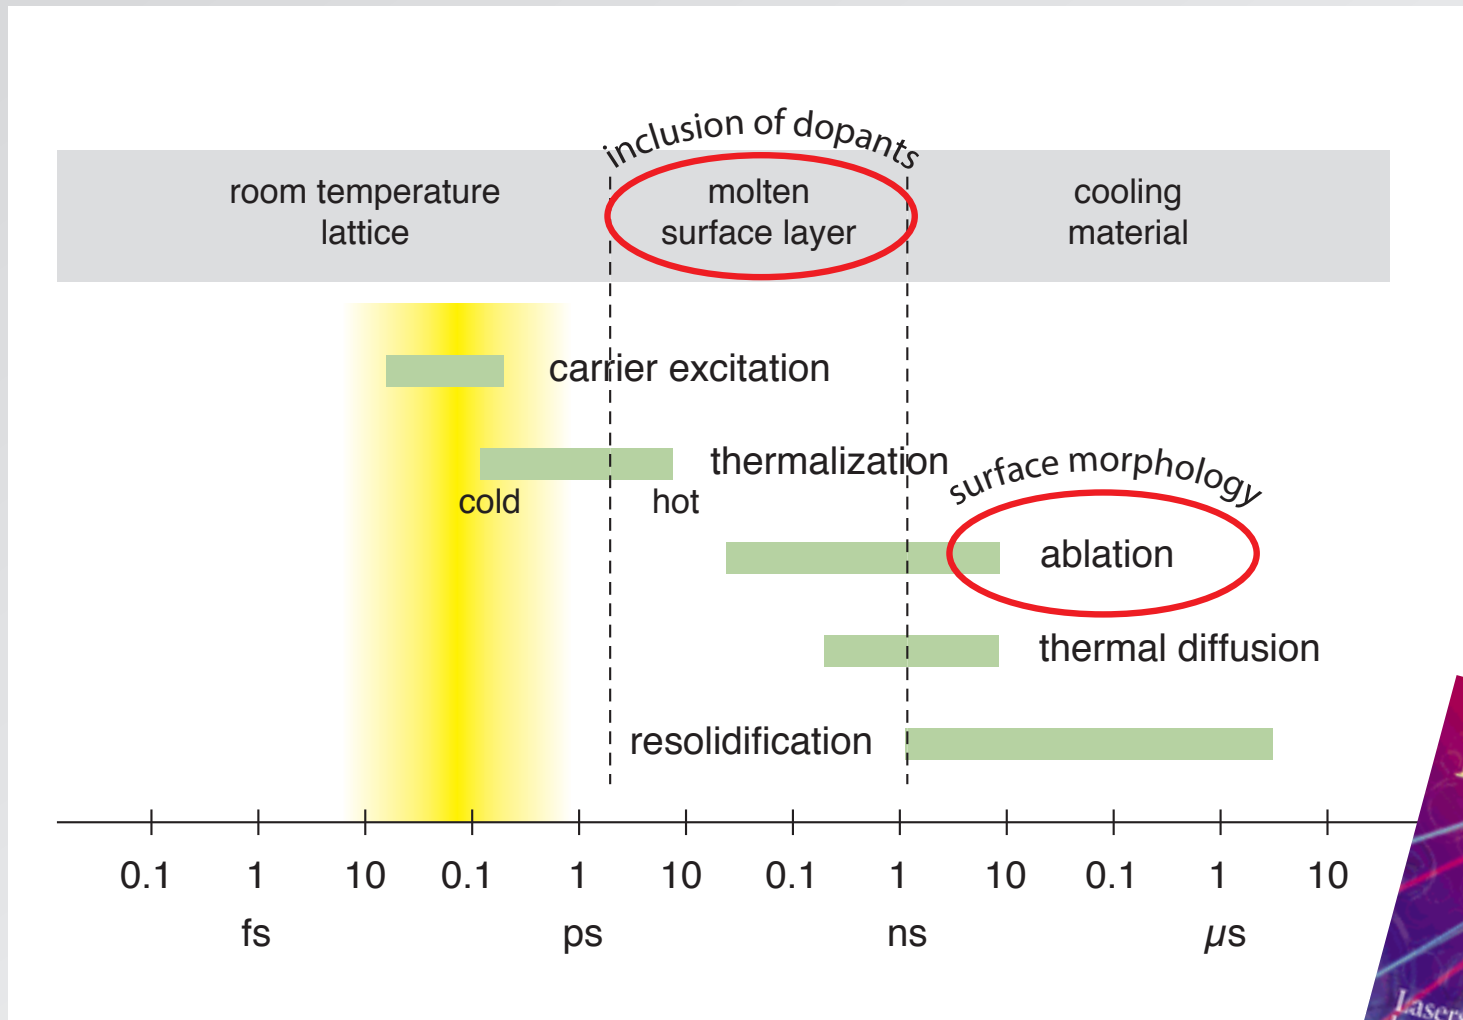 inclusion of dopants
room temperature
lattice
molten
surface layer
cooling
material
carrier excitation
thermalization
cold
hot
surface morphology
ablation
thermal diffusion
resolidification
0.1 1 10 0.1 1 10 0.1 1 10 0.1 1 10
fs ps ns µs
Lasers